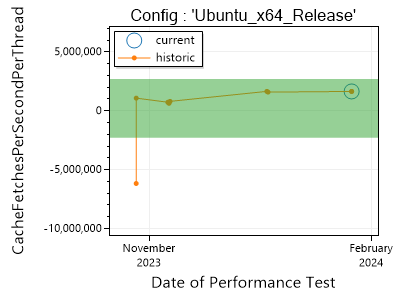 Config : 'Ubuntu_x64_Release'
current
historic
CacheFetchesPerSecondPerThread
5,000,000
0
-5,000,000
-10,000,000
November
2023
February
2024
Date of Performance Test